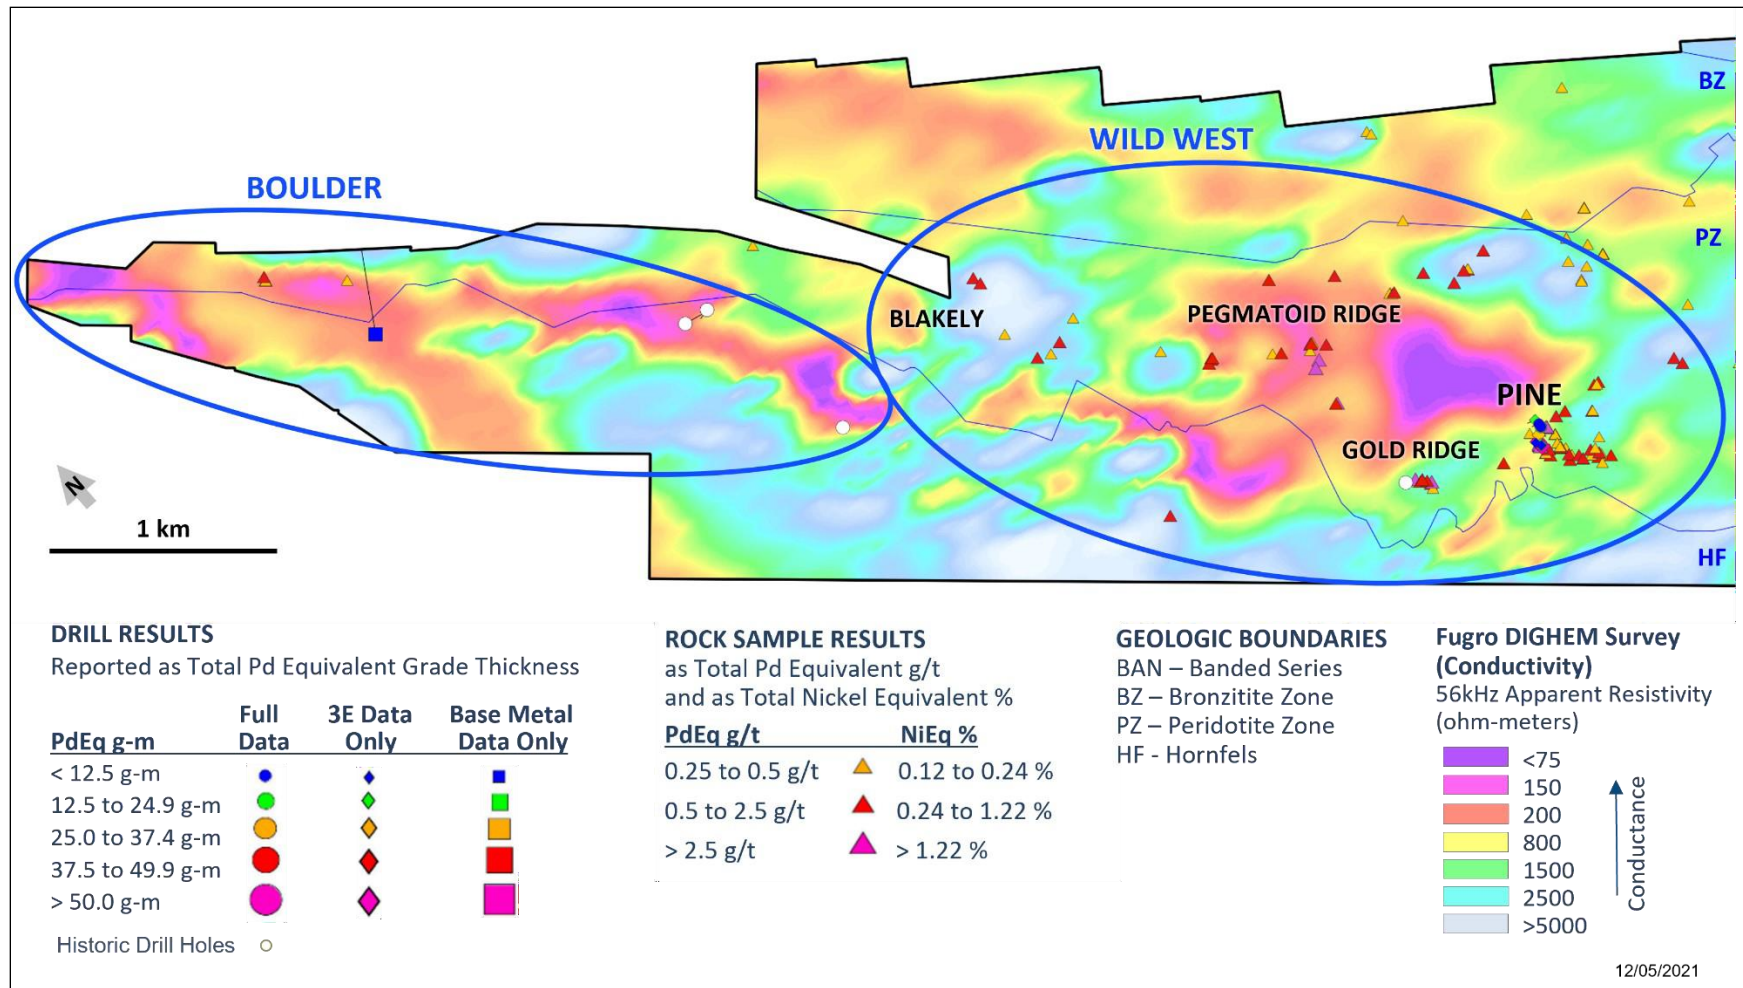 BZ
WILD WEST
BOULDER
PZ
BLAKELY
PEGMATOID RIDGE
PINE
GOLD RIDGE
N
1 km
HF
DRILL RESULTS
Reported as Total Pd Equivalent Grade Thickness
PdEq g-m
Full
Data
3E Data
Only
Base Metal
Data Only
< 12.5 g-m
12.5 to 24.9 g-m
25.0 to 37.4 g-m
37.5 to 49.9 g-m
> 50.0 g-m
Historic Drill Holes
ROCK SAMPLE RESULTS
as Total Pd Equivalent g/t
and as Total Nickel Equivalent %
PdEq g/t NiEq %
0.25 to 0.5 g/t 0.12 to 0.24 %
0.5 to 2.5 g/t 0.24 to 1.22 %
> 2.5 g/t > 1.22 %
GEOLOGIC BOUNDARIES
BAN – Banded Series
BZ – Bronzitite Zone
PZ – Peridotite Zone
HF - Hornfels
Fugro DIGHEM Survey
(Conductivity)
56kHz Apparent Resistivity
(ohm-meters)
<75
150
200
800
1500
2500
>5000
Conductance
12/05/2021